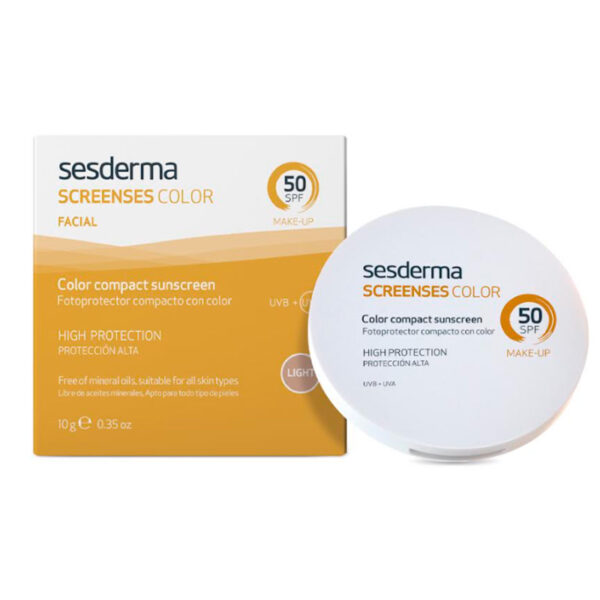 sesderma
SCREENSES COLOR
FACIAL
50
SPF
MAKE-UP
Color compact sunscreen
Fotoprotector compacto con color
UVB +
HIGH PROTECTION
PROTECCIÓN ALTA
LIGHT
Free of mineral oils, suitable for all skin types
Libre de aceites minerales, Apto para todo tipo de pieles
10 g e 0.35 oz
sesderma
SCREENSES COLOR
50
SPF
MAKE-UP
Color compact sunscreen
Fotoprotector compacto con color
HIGH PROTECTION
PROTECCIÓN ALTA
UVB + UVA